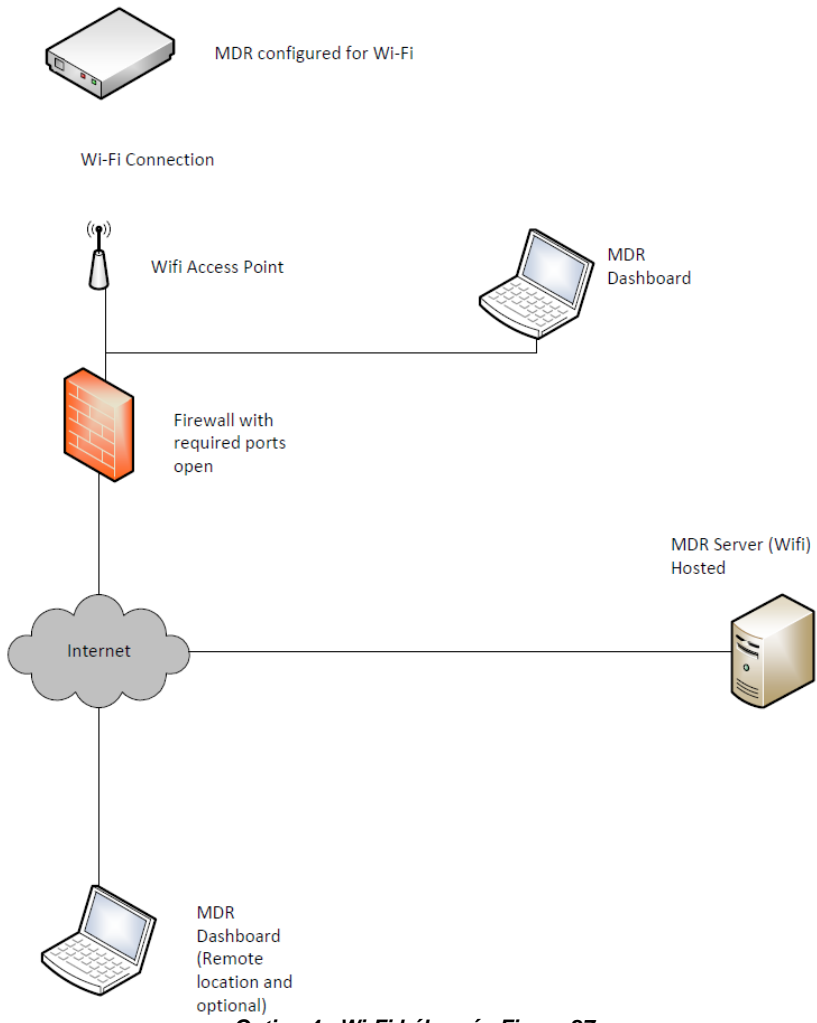 MDR configured for Wi-Fi
Wi-Fi Connection
Wifi Access Point
MDR
Dashboard
Firewall with
required ports
open
MDR Server (Wifi)
Hosted
Internet
MDR
Dashboard
(Remote
location and
optional)